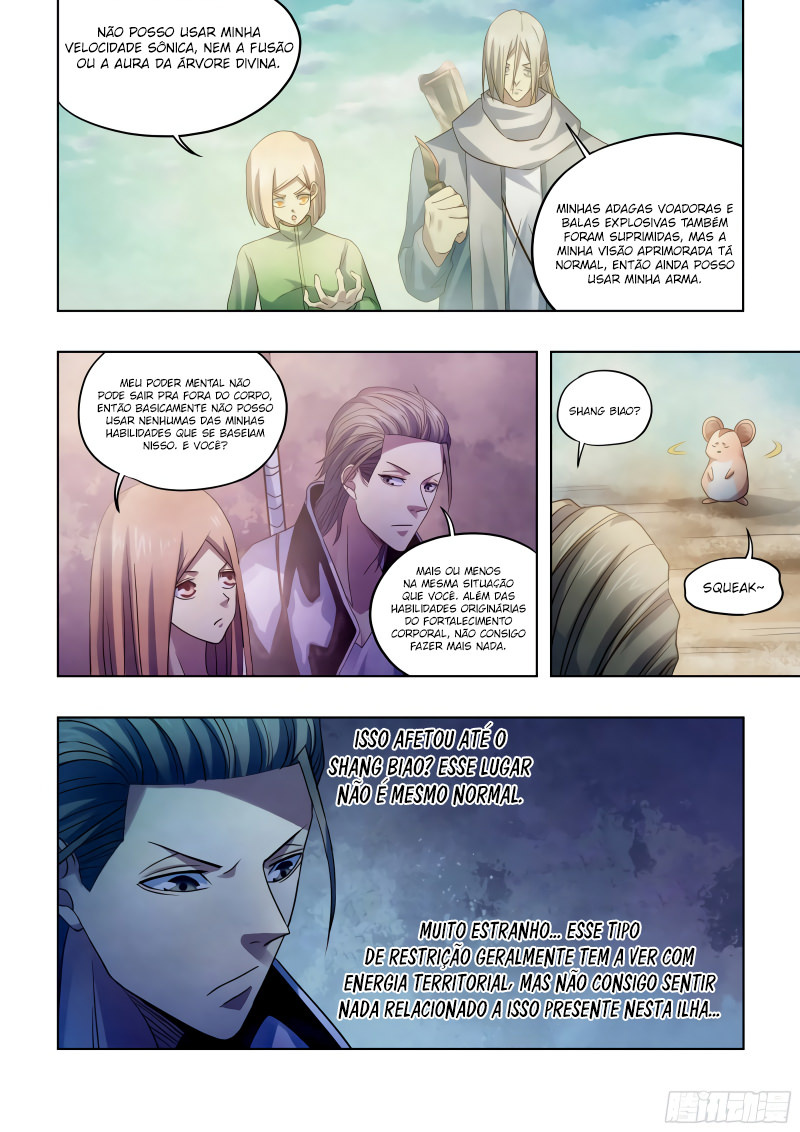 NÃO POSSO USAR MINHA
VELOCIDADE SÔNICA, NEM A FUSÃO
OU A AURA DA ÁRVORE DIVINA.
MINHAS ADAGAS VOADORAS E
BALAS EXPLOSIVAS TAMBÉM
FORAM SUPRIMIDAS, MAS A
MINHA VISÃO APRIMORADA TÁ
NORMAL, ENTÃO AINDA POSSO
USAR MINHA ARMA.
MEU PODER MENTAL NÃO
PODE SAIR PRA FORA DO CORPO,
ENTÃO BASICAMENTE NÃO POSSO
USAR NENHUMAS DAS MINHAS
HABILIDADES QUE SE BASEIAM
NISSO. E VOCÊ?
MAIS OU MENOS
NA MESMA SITUAÇÃO
QUE VOCÊ. ALÉM DAS
HABILIDADES ORIGINÁRIAS
DO FORTALECIMENTO
CORPORAL, NÃO CONSIGO
FAZER MAIS NADA.
SHANG BIAO?
SQUEAK~
ISSO AFETOU ATÉ O
SHANG BIAO? ESSE LUGAR
NÃO É MESMO NORMAL.
MUITO ESTRANHO... ESSE TIPO
DE RESTRIÇÃO GERALMENTE TEM A VER COM
ENERGIA TERRITORIAL, MAS NÃO CONSIGO SENTIR
NADA RELACIONADO A ISSO PRESENTE NESTA ILHA...
腾讯动漫